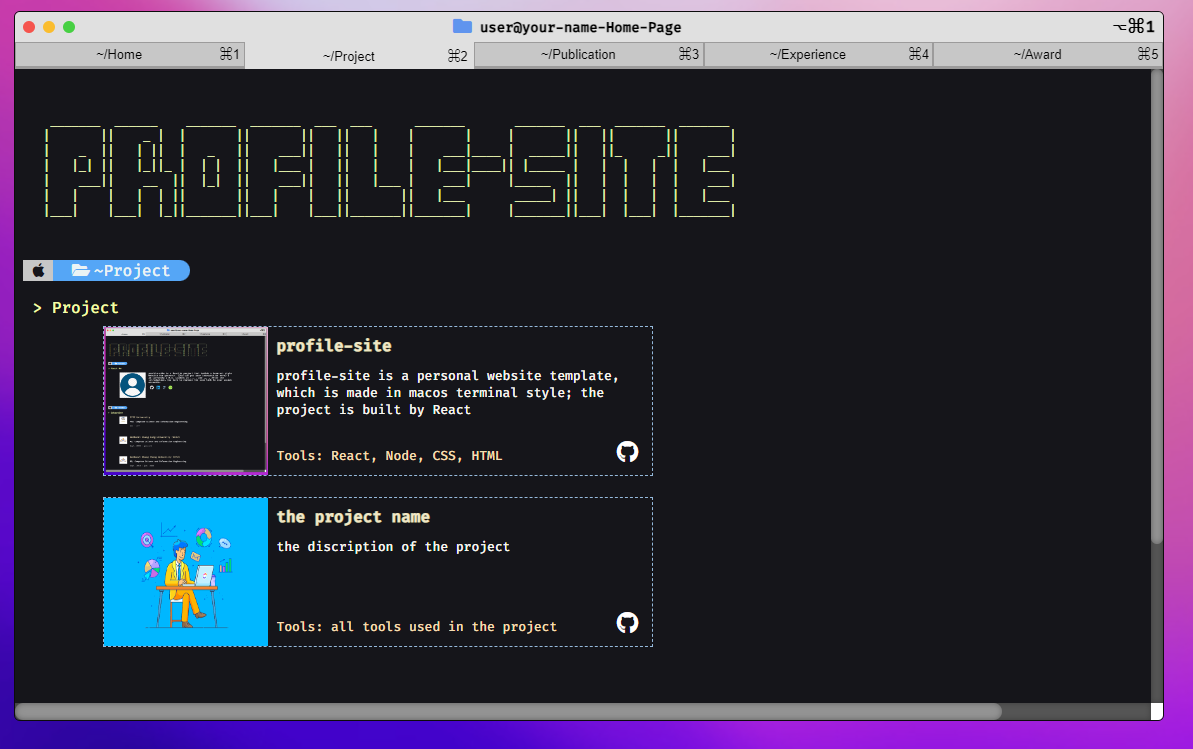 user@your-name-Home-Page
⌥⌘1
~/Home ⌘1
~/Project ⌘2
~/Publication ⌘3
~/Experience ⌘4
~/Award ⌘5
PROFILE-SITE
~Project
> Project
profile-site
profile-site is a personal website template,
which is made in macos terminal style; the
project is built by React
Tools: React, Node, CSS, HTML
the project name
the discription of the project
Tools: all tools used in the project